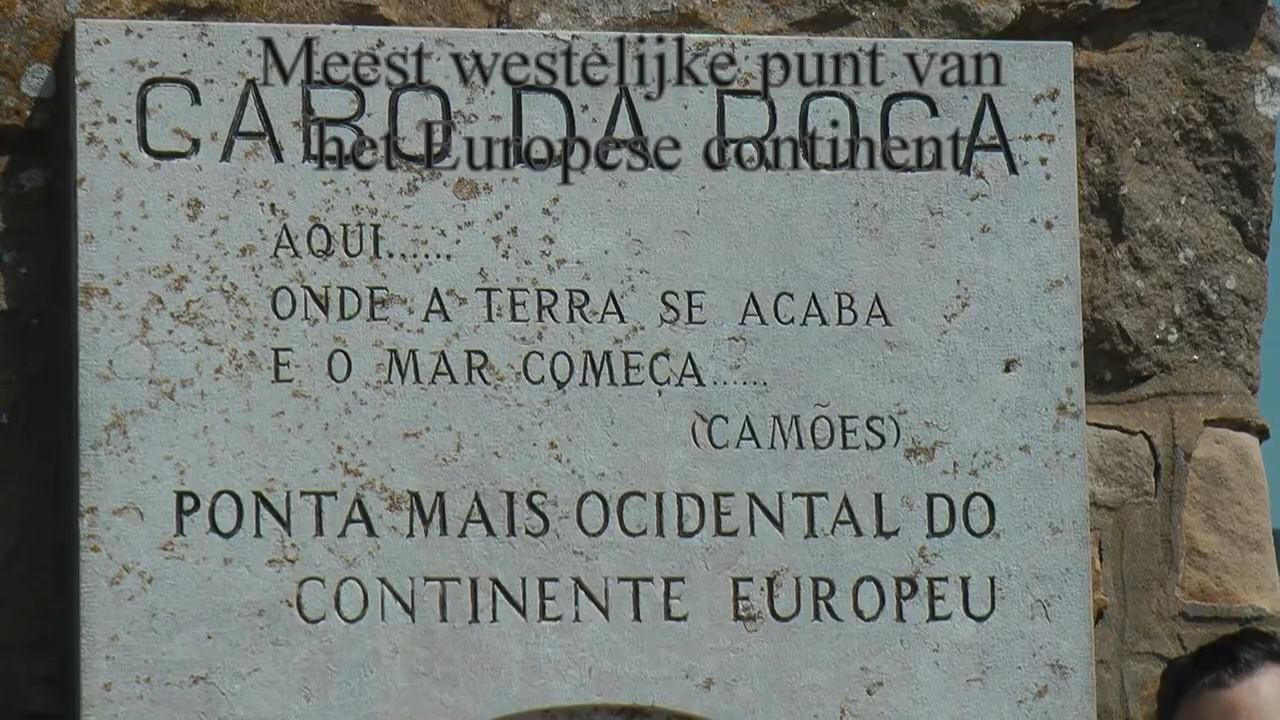 Meest westelijke punt van
CABO DA ROCA
het Europese continent
AQUI......
ONDE A TERRA SE ACABA
E O MAR COMEÇA......
(CAMÕES)
PONTA MAIS OCIDENTAL DO
CONTINENTE EUROPEU